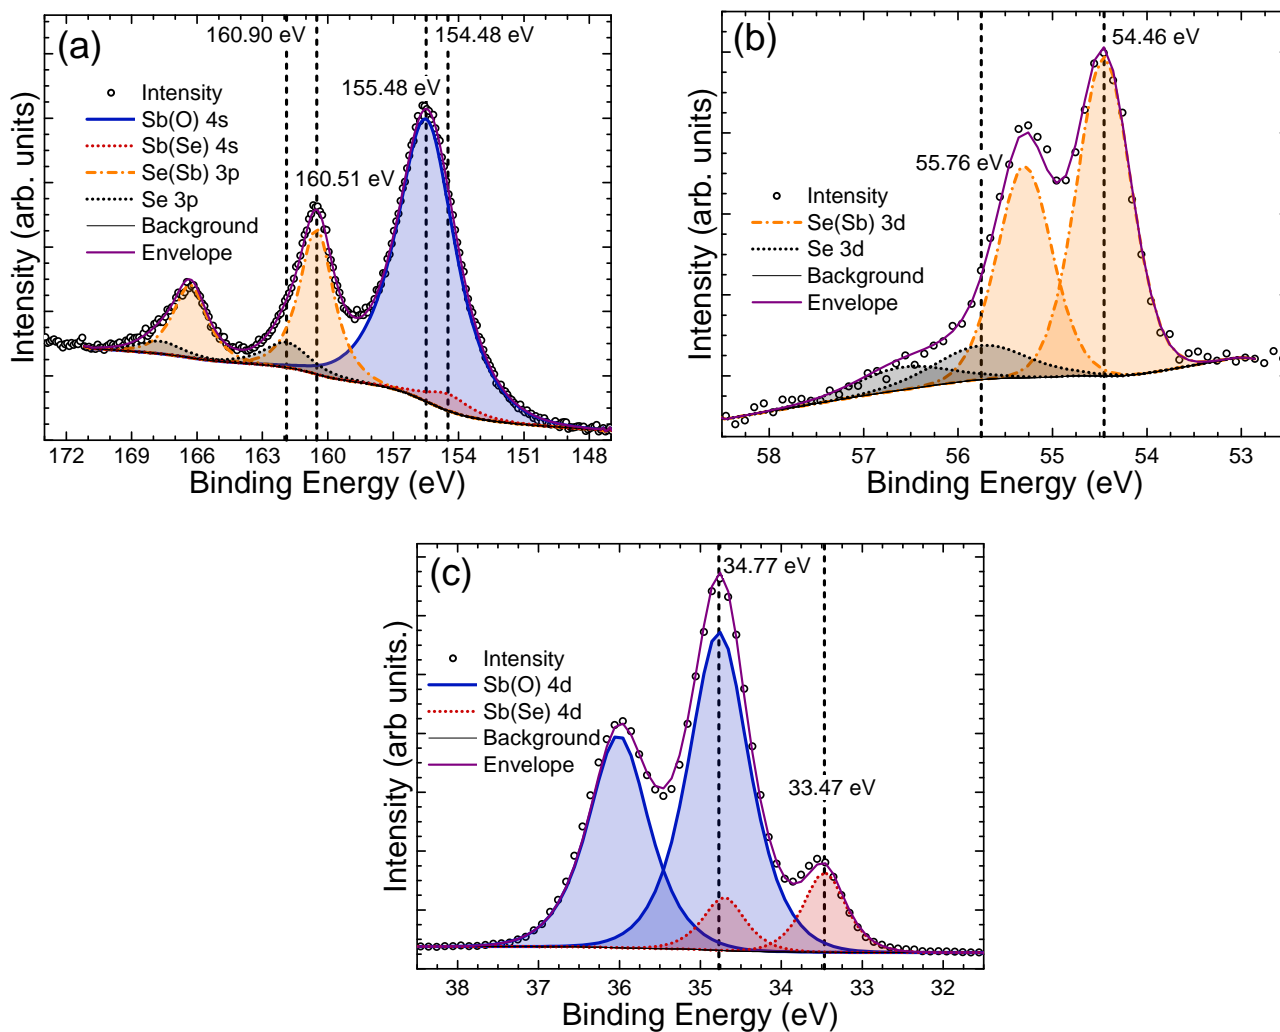 (a)
160.90 eV
154.48 eV
155.48 eV
160.51 eV
Intensity
Sb(O) 4s
Sb(Se) 4s
Se(Sb) 3p
Se 3p
Background
Envelope
Intensity (arb. units)
172 169 166 163 160 157 154 151 148
Binding Energy (eV)
(b)
54.46 eV
55.76 eV
Intensity
Se(Sb) 3d
Se 3d
Background
Envelope
Intensity (arb. units)
58 57 56 55 54 53 52
Binding Energy (eV)
(c)
34.77 eV
33.47 eV
Intensity
Sb(O) 4d
Sb(Se) 4d
Background
Envelope
Intensity (arb units.)
38 37 36 35 34 33 32
Binding Energy (eV)